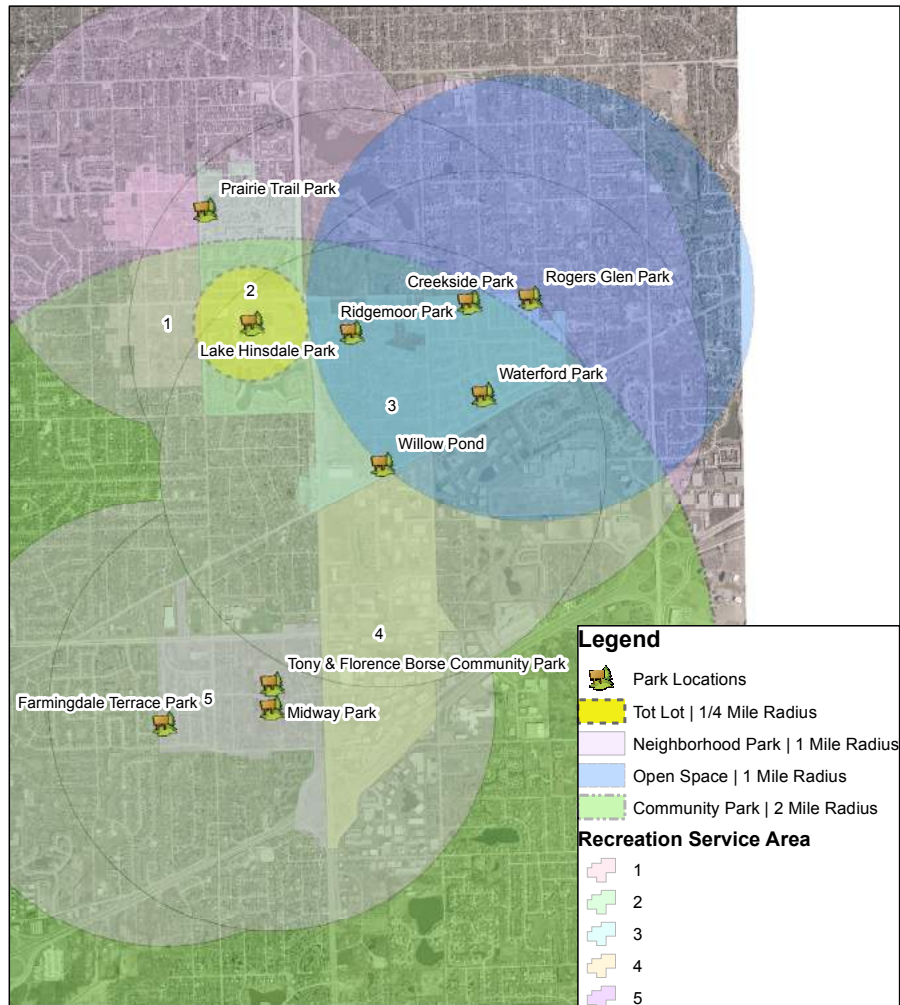 Prairie Trail Park
Creekside Park
Rogers Glen Park
2
1
Ridgemoor Park
Lake Hinsdale Park
Waterford Park
3
Willow Pond
4
Tony & Florence Borse Community Park
Farmingdale Terrace Park
5
Midway Park
Legend
Park Locations
Tot Lot | 1/4 Mile Radius
Neighborhood Park | 1 Mile Radius
Open Space | 1 Mile Radius
Community Park | 2 Mile Radius
Recreation Service Area
1
2
3
4
5